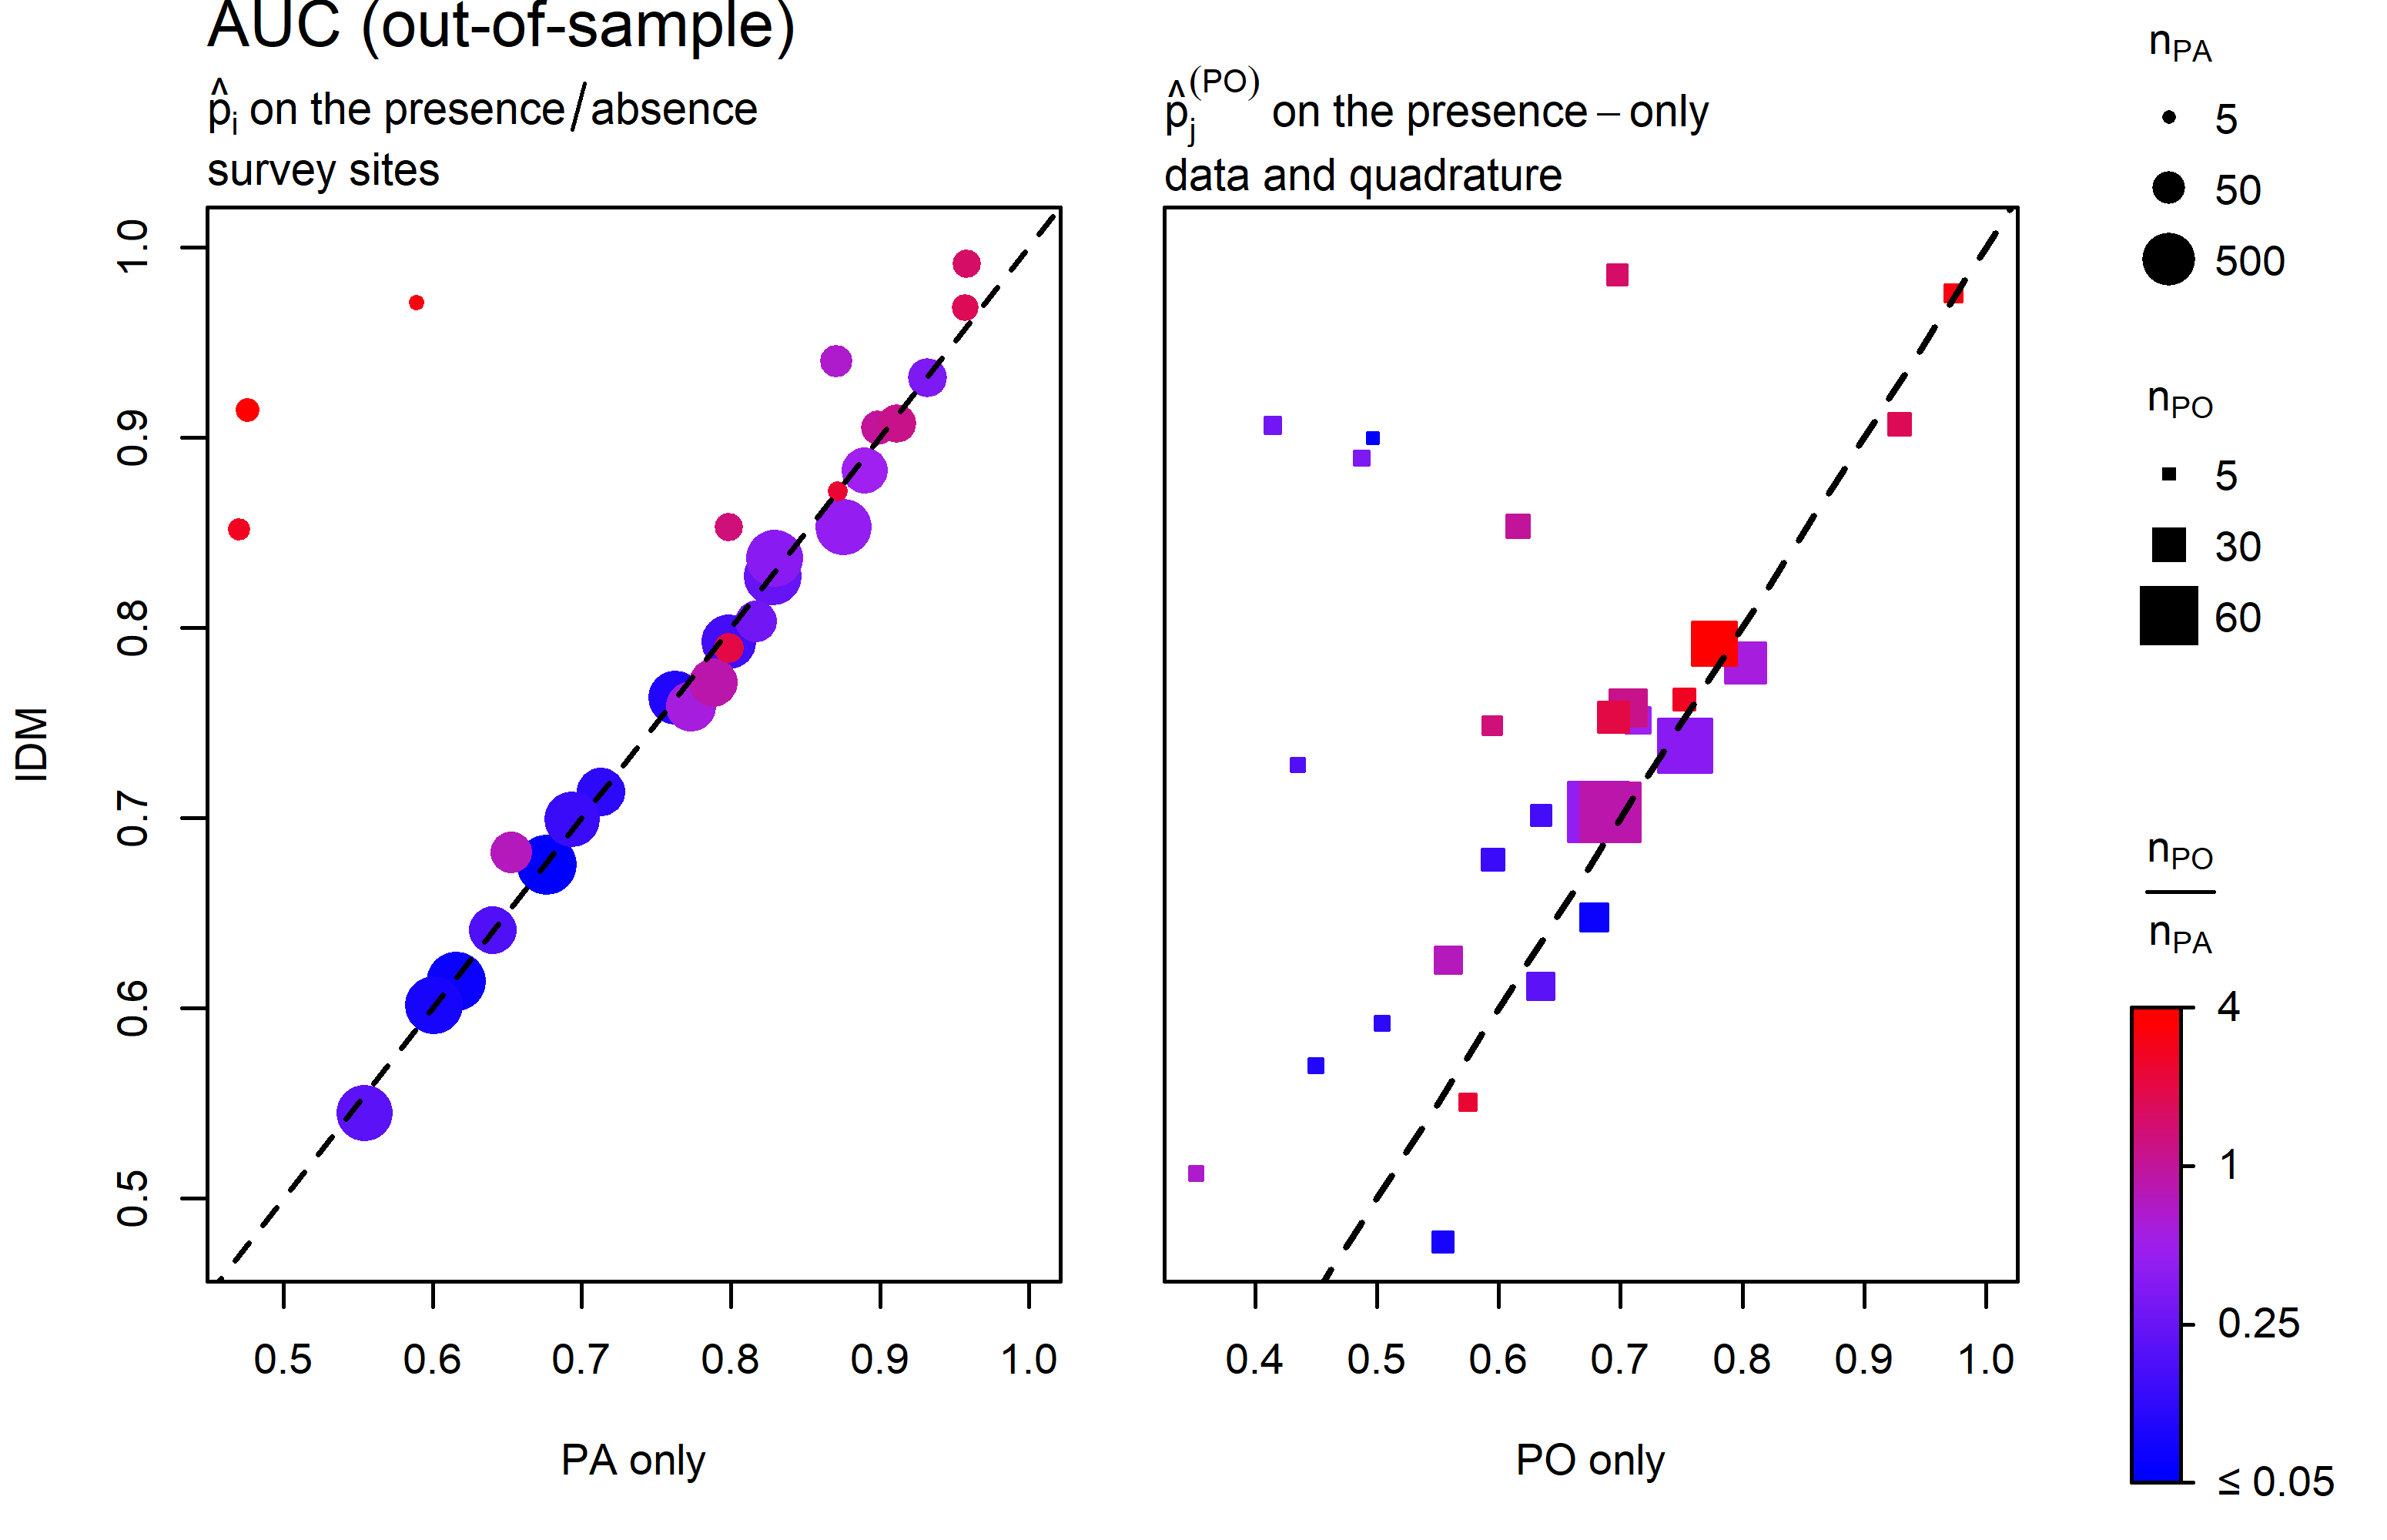 AUC (out-of-sample)
p̂i on the presence/absence
survey sites
p̂j(PO) on the presence−only
data and quadrature
nPA
5
50
500
nPO
5
30
60
nPO
nPA
4
1
0.25
≤ 0.05
IDM
1.0
0.9
0.8
0.7
0.6
0.5
0.5 0.6 0.7 0.8 0.9 1.0
PA only
0.4 0.5 0.6 0.7 0.8 0.9 1.0
PO only